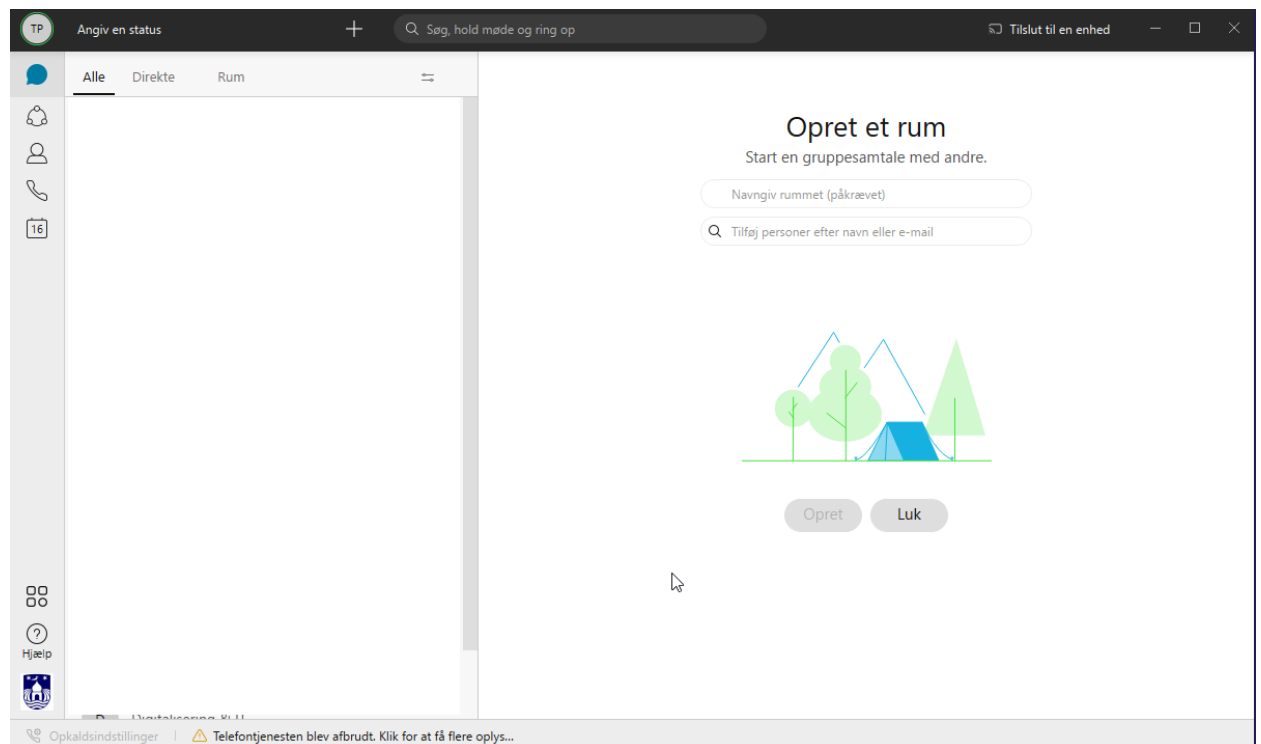 TP
Angiv en status
Søg, hold møde og ring op
Tilslut til en enhed
Alle
Direkte
Rum
16
Opret et rum
Start en gruppesamtale med andre.
Navngiv rummet (påkrævet)
Tilføj personer efter navn eller e-mail
Opret
Luk
Hjælp
Opkaldsindstillinger
Telefontjenesten blev afbrudt. Klik for at få flere oplys...